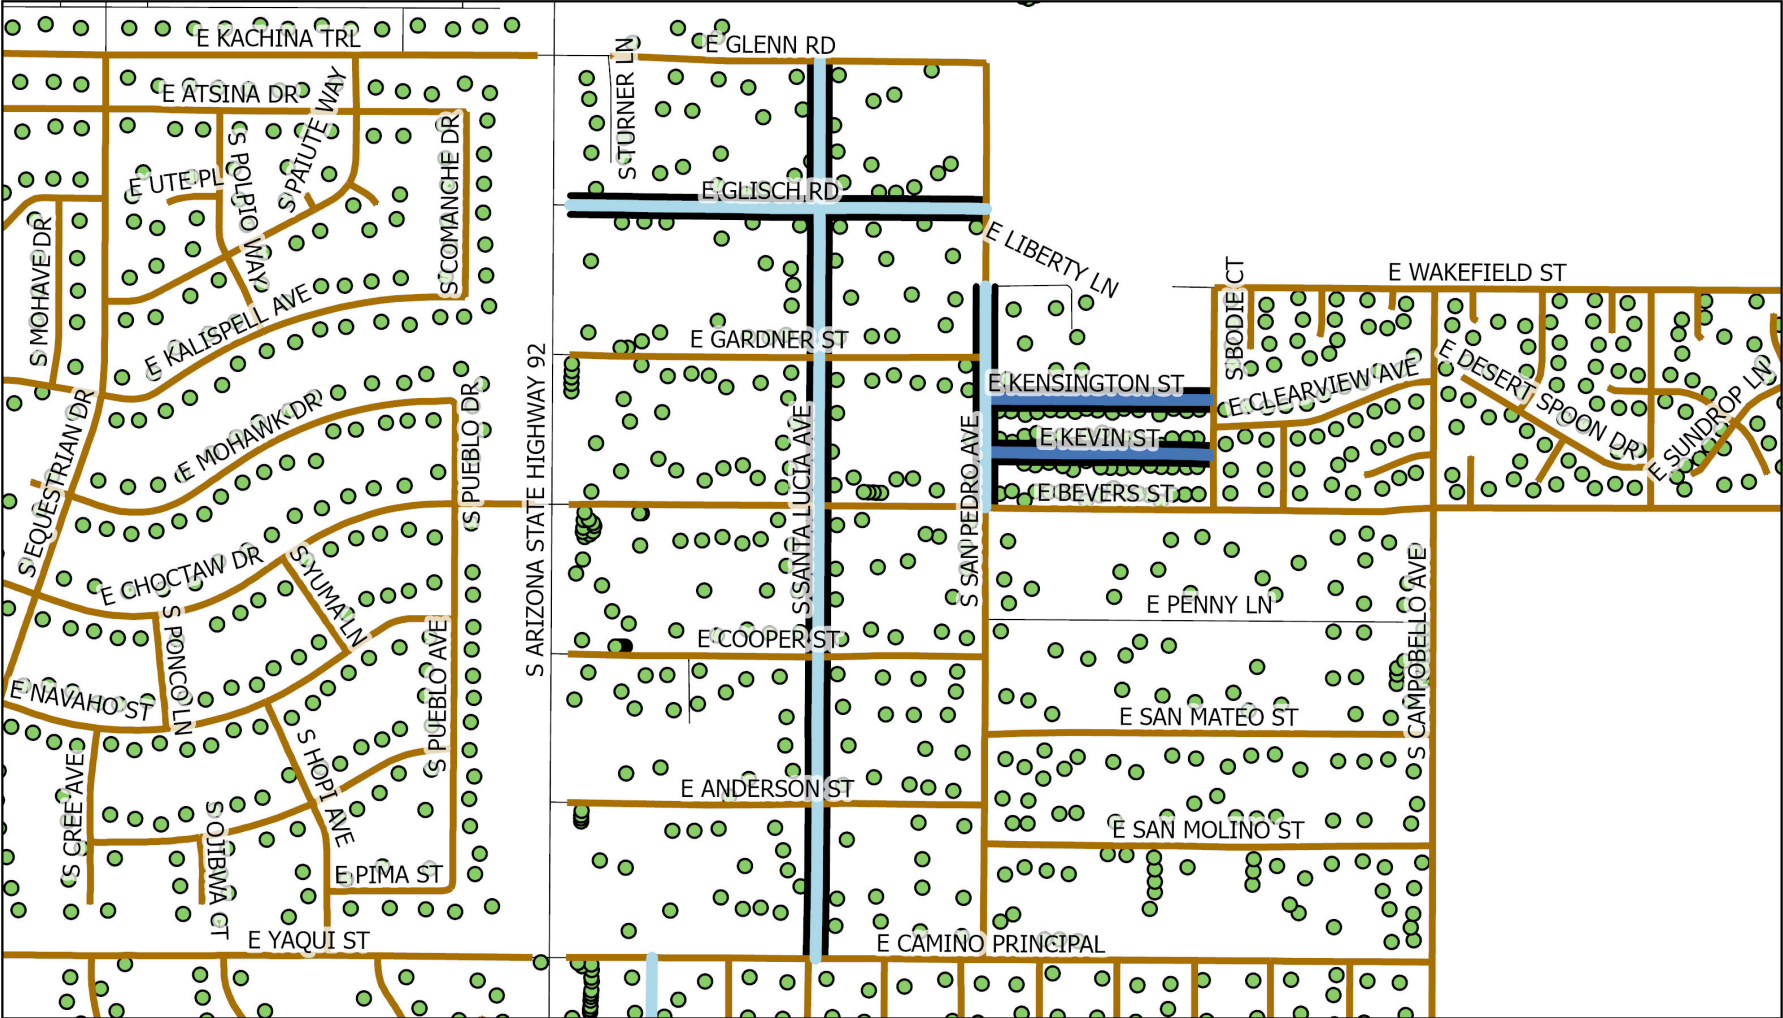 E KACHINA TRL
E GLENN RD
S TURNER LN
E ATSINA DR
S PAIUTE WAY
S COMANCHE DR
S POLPIO WAY
E UTE PL
E GLISCH RD
S MOHAVE DR
E LIBERTY LN
S BODIE CT
E WAKEFIELD ST
E KALISPELL AVE
E GARDNER ST
E KENSINGTON ST
E CLEARVIEW AVE
E DESERT SPOON DR
E SUNDROP LN
S ARIZONA STATE HIGHWAY 92
S PUEBLO DR
E MOHAWK DR
S EQUESTRIAN DR
S SANTA LUCIA AVE
S SAN PEDRO AVE
E KEVIN ST
E BEVERS ST
E CHOCTAW DR
S YUMA LN
S PONCO LN
E PENNY LN
S CAMPOBELLO AVE
E COOPER ST
S PUEBLO AVE
E NAVAHO ST
E SAN MATEO ST
S HOPI AVE
S CREE AVE
E ANDERSON ST
S OJIBWA CT
E SAN MOLINO ST
E PIMA ST
E YAQUI ST
E CAMINO PRINCIPAL